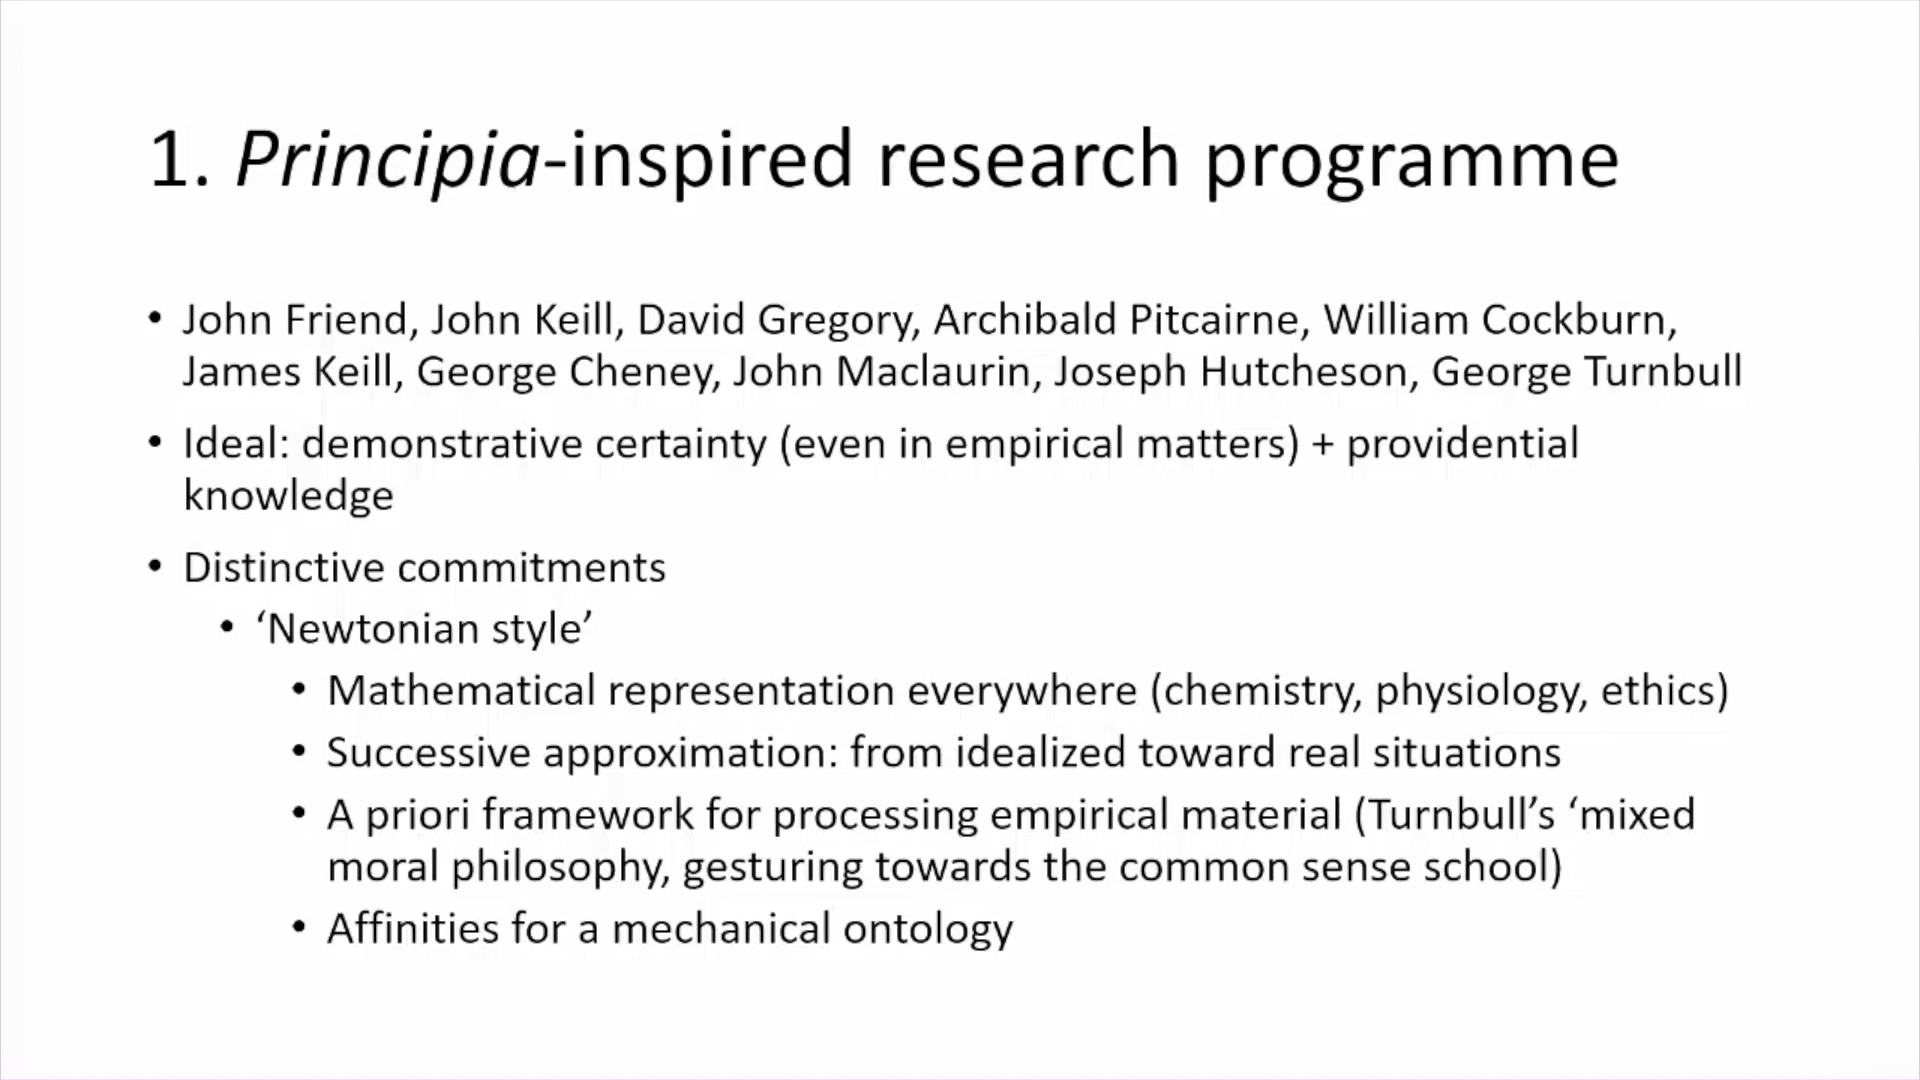 1. Principia-inspired research programme
• John Friend, John Keill, David Gregory, Archibald Pitcairne, William Cockburn,
James Keill, George Cheney, John Maclaurin, Joseph Hutcheson, George Turnbull
• Ideal: demonstrative certainty (even in empirical matters) + providential
knowledge
• Distinctive commitments
• ‘Newtonian style’
• Mathematical representation everywhere (chemistry, physiology, ethics)
• Successive approximation: from idealized toward real situations
• A priori framework for processing empirical material (Turnbull’s ‘mixed
moral philosophy, gesturing towards the common sense school)
• Affinities for a mechanical ontology